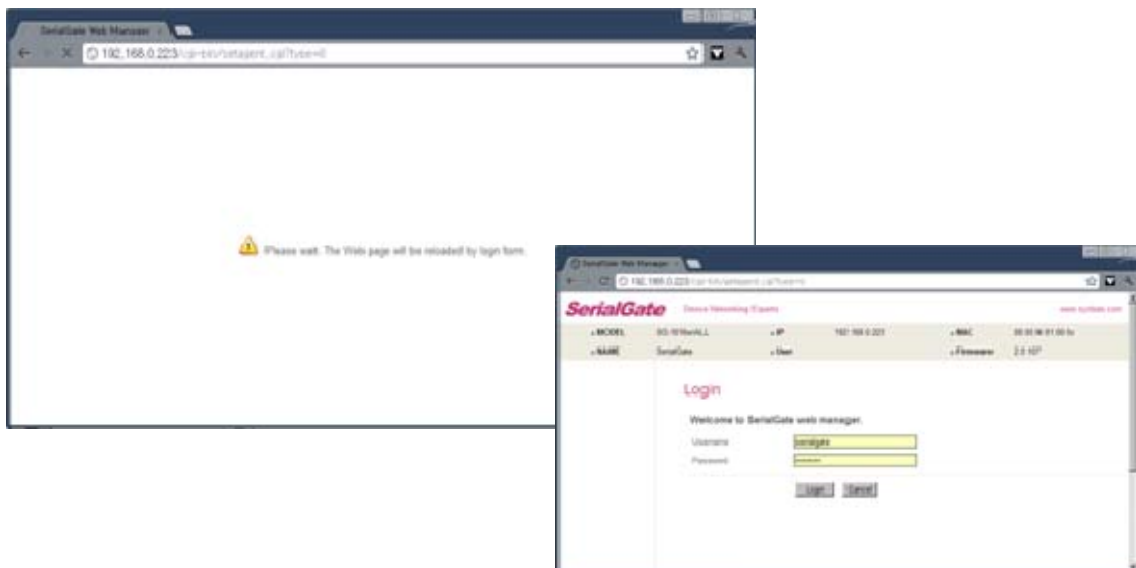 SerialGate Web Manager
192.168.0.223/cgi-bin/setagent.cgi?type=0
Please wait. The Web page will be reloaded by login form.
SerialGate Web Manager
192.168.0.223/cgi-bin/setagent.cgi?type=0
SerialGate Device Networking Experts
MODEL IP 192.168.0.223 MAC
NAME SerialGate User Firmware
Login
Welcome to SerialGate web manager.
Username serialgate
Password
Login Cancel